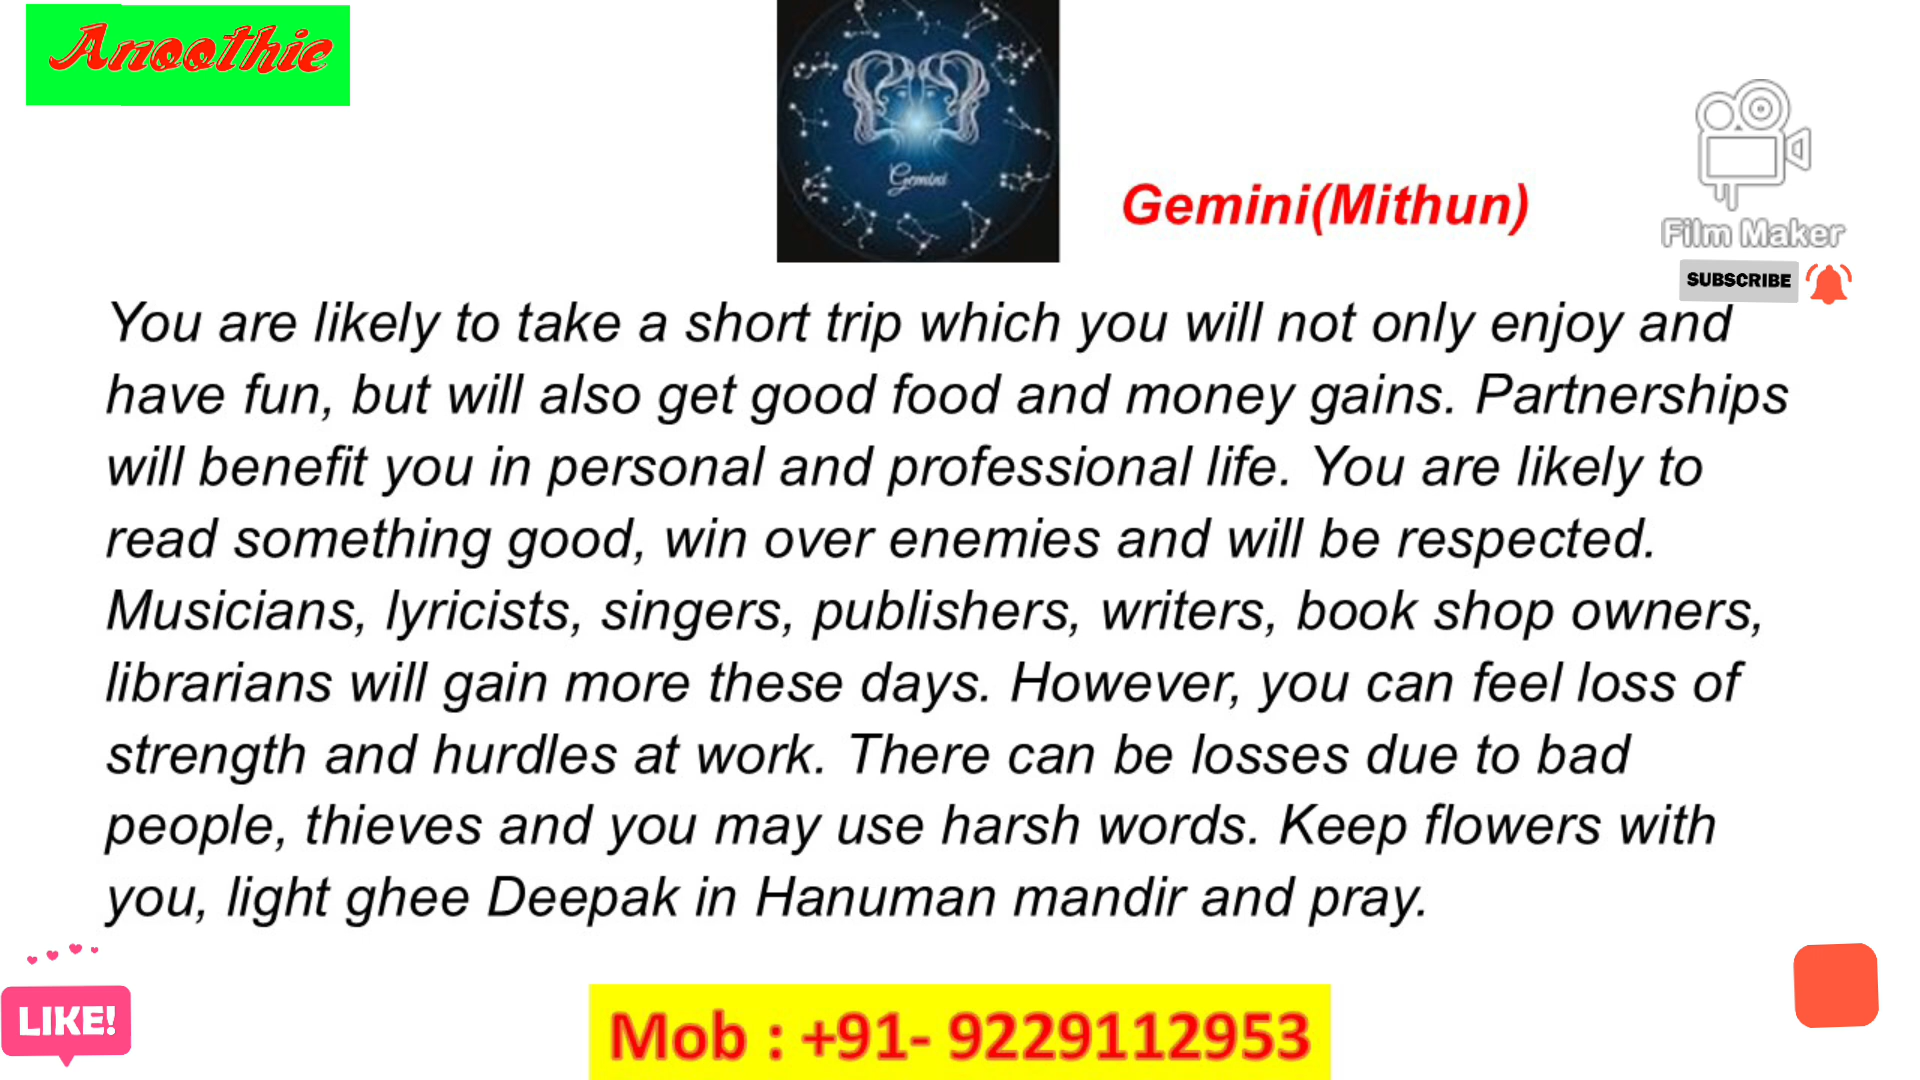 Anoothie
Gemini
Gemini(Mithun)
Film Maker
SUBSCRIBE
You are likely to take a short trip which you will not only enjoy and
have fun, but will also get good food and money gains. Partnerships
will benefit you in personal and professional life. You are likely to
read something good, win over enemies and will be respected.
Musicians, lyricists, singers, publishers, writers, book shop owners,
librarians will gain more these days. However, you can feel loss of
strength and hurdles at work. There can be losses due to bad
people, thieves and you may use harsh words. Keep flowers with
you, light ghee Deepak in Hanuman mandir and pray.
LIKE!
Mob : +91- 9229112953